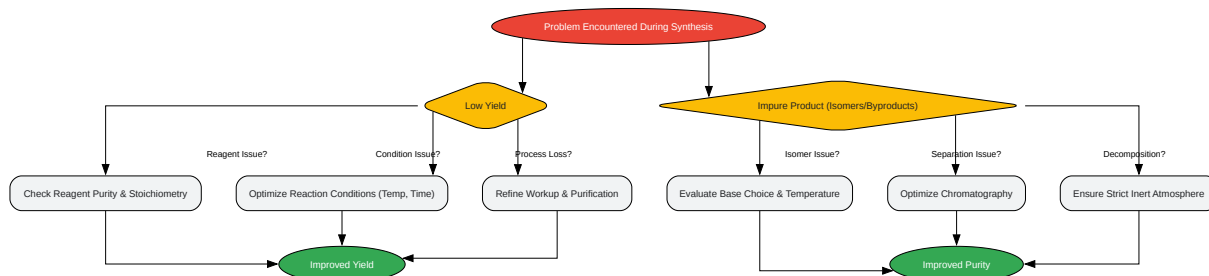 Problem Encountered During Synthesis
Low Yield
Impure Product (Isomers/Byproducts)
Reagent Issue?
Condition Issue?
Process Loss?
Isomer Issue?
Separation Issue?
Decomposition?
Check Reagent Purity & Stoichiometry
Optimize Reaction Conditions (Temp, Time)
Refine Workup & Purification
Evaluate Base Choice & Temperature
Optimize Chromatography
Ensure Strict Inert Atmosphere
Improved Yield
Improved Purity